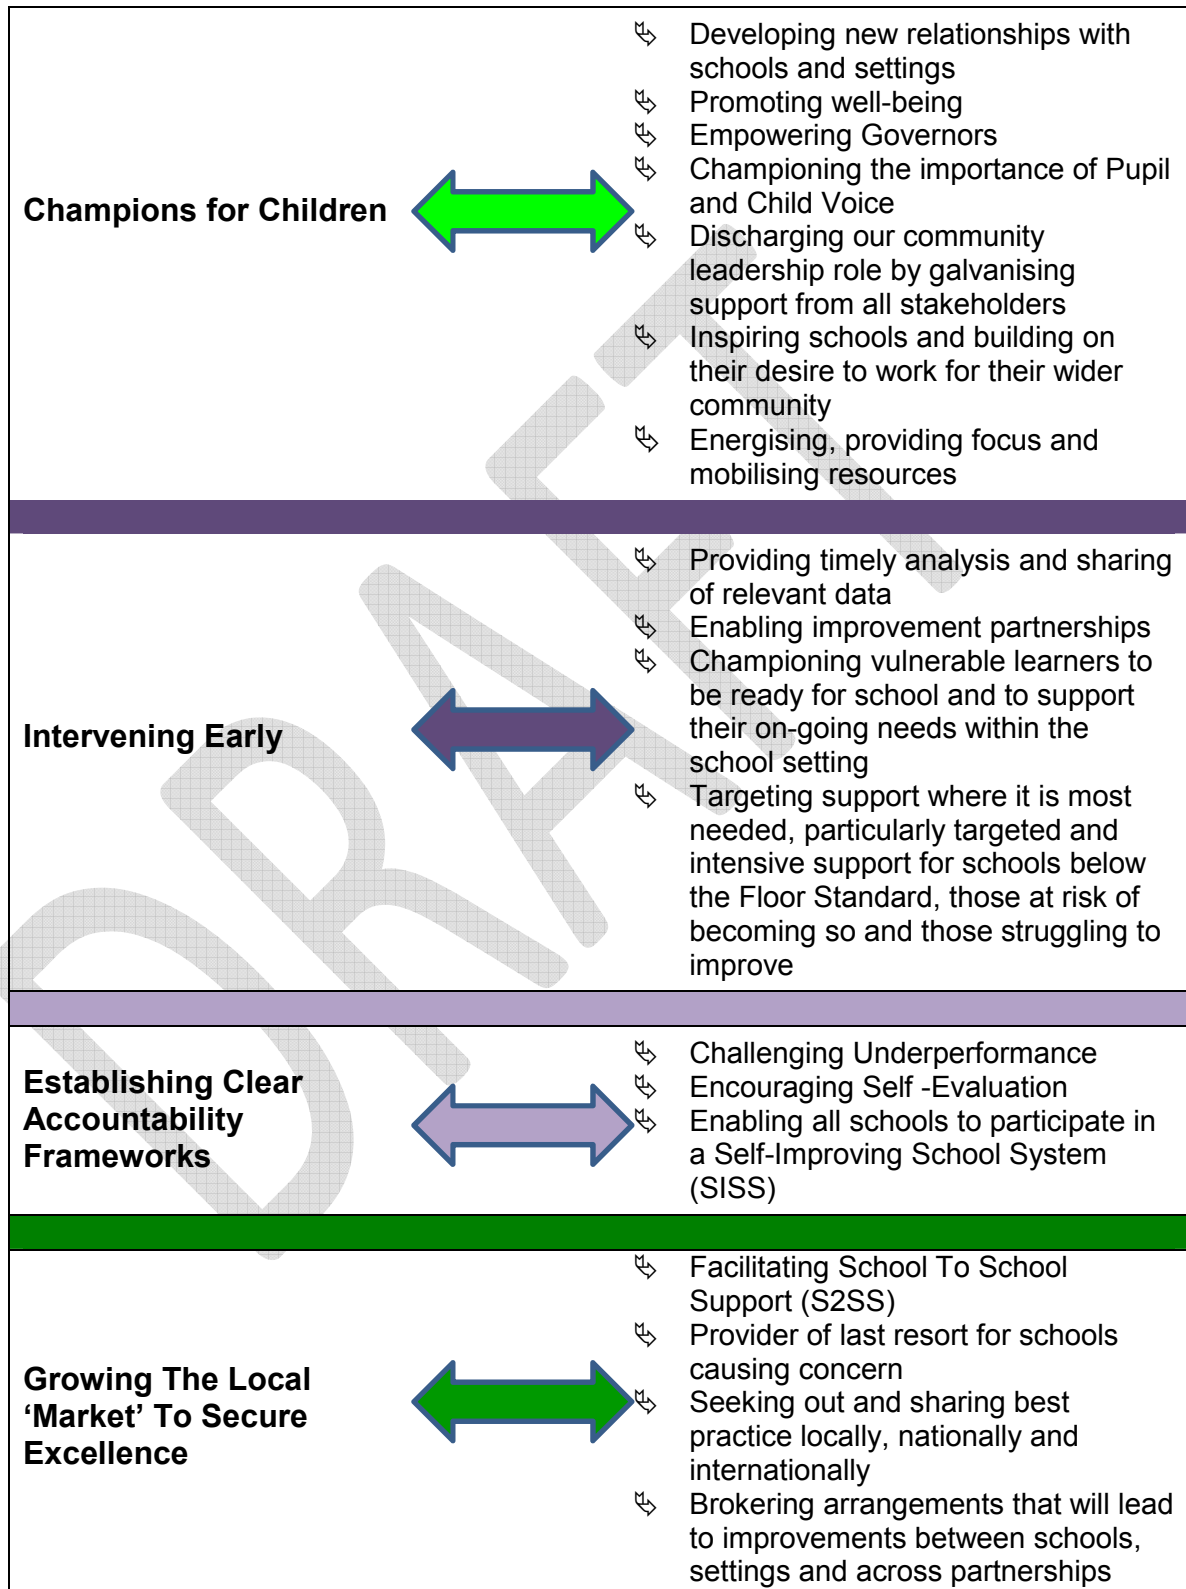 Developing new relationships with
schools and settings
Promoting well-being
Empowering Governors
Championing the importance of Pupil
and Child Voice
Discharging our community
leadership role by galvanising
support from all stakeholders
Inspiring schools and building on
their desire to work for their wider
community
Energising, providing focus and
mobilising resources
Champions for Children
Providing timely analysis and sharing
of relevant data
Enabling improvement partnerships
Championing vulnerable learners to
be ready for school and to support
their on-going needs within the
school setting
Targeting support where it is most
needed, particularly targeted and
intensive support for schools below
the Floor Standard, those at risk of
becoming so and those struggling to
improve
Intervening Early
Challenging Underperformance
Encouraging Self -Evaluation
Enabling all schools to participate in
a Self-Improving School System
(SISS)
Establishing Clear
Accountability
Frameworks
Facilitating School To School
Support (S2SS)
Provider of last resort for schools
causing concern
Seeking out and sharing best
practice locally, nationally and
internationally
Brokering arrangements that will lead
to improvements between schools,
settings and across partnerships
Growing The Local
‘Market’ To Secure
Excellence
DRAFT